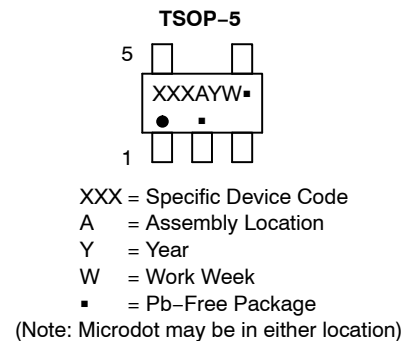 TSOP−5
5
XXXAYW▪
▪
1
XXX = Specific Device Code
A = Assembly Location
Y = Year
W = Work Week
▪ = Pb−Free Package
(Note: Microdot may be in either location)